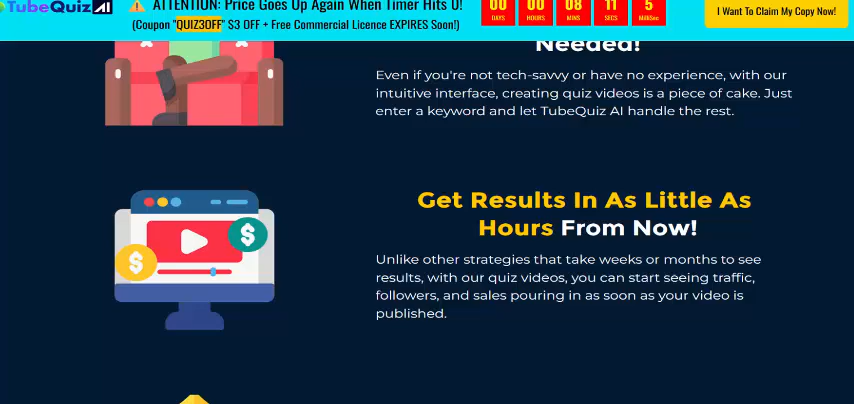 TubeQuiz AI
ATTENTION: Price Goes Up Again When Timer Hits 0!
(Coupon "QUIZ3OFF" $3 OFF + Free Commercial Licence EXPIRES Soon!)
00 00 08 11 5
DAYS HOURS MINS SECS MilliSec
I Want To Claim My Copy Now!
Needed!
Even if you're not tech-savvy or have no experience, with our
intuitive interface, creating quiz videos is a piece of cake. Just
enter a keyword and let TubeQuiz AI handle the rest.
Get Results In As Little As
Hours From Now!
Unlike other strategies that take weeks or months to see
results, with our quiz videos, you can start seeing traffic,
followers, and sales pouring in as soon as your video is
published.
$
$